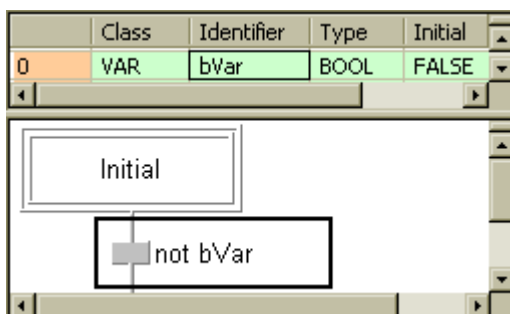 Class Identifier Type Initial
0 VAR bVar BOOL FALSE
Initial
not bVar